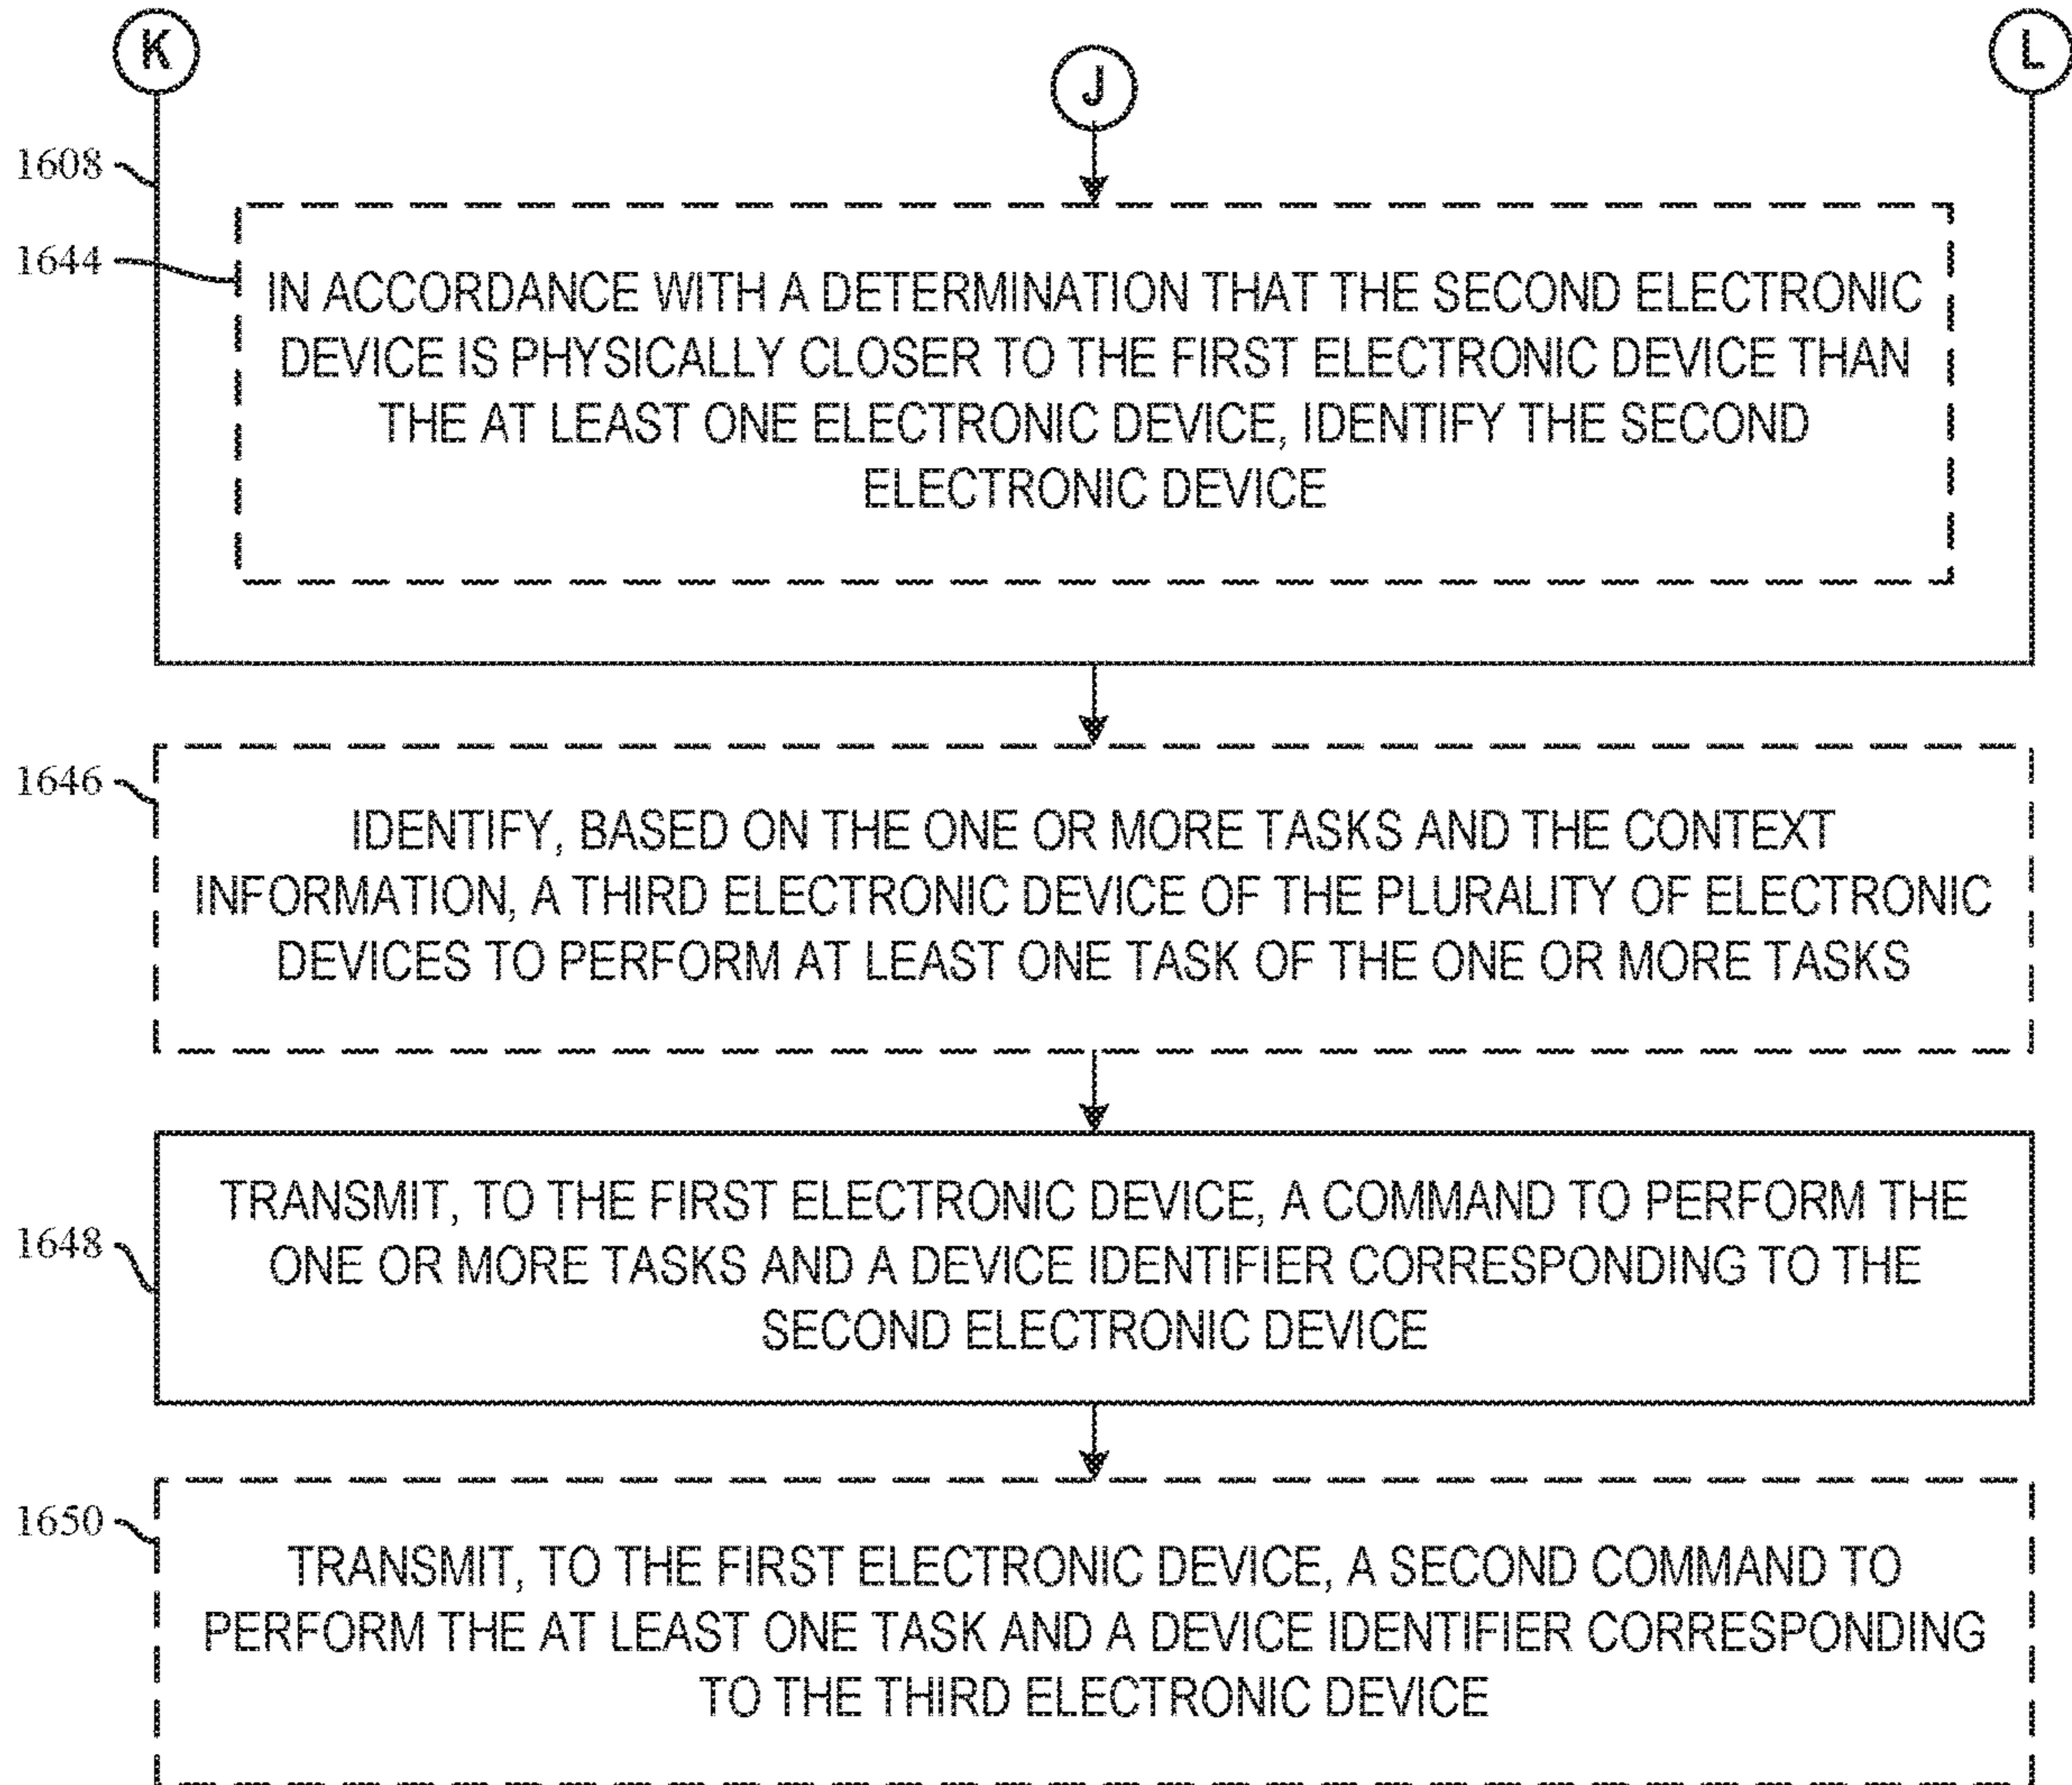 K
J
L
1608
1644
IN ACCORDANCE WITH A DETERMINATION THAT THE SECOND ELECTRONIC
DEVICE IS PHYSICALLY CLOSER TO THE FIRST ELECTRONIC DEVICE THAN
THE AT LEAST ONE ELECTRONIC DEVICE, IDENTIFY THE SECOND
ELECTRONIC DEVICE
1646
IDENTIFY, BASED ON THE ONE OR MORE TASKS AND THE CONTEXT
INFORMATION, A THIRD ELECTRONIC DEVICE OF THE PLURALITY OF ELECTRONIC
DEVICES TO PERFORM AT LEAST ONE TASK OF THE ONE OR MORE TASKS
1648
TRANSMIT, TO THE FIRST ELECTRONIC DEVICE, A COMMAND TO PERFORM THE
ONE OR MORE TASKS AND A DEVICE IDENTIFIER CORRESPONDING TO THE
SECOND ELECTRONIC DEVICE
1650
TRANSMIT, TO THE FIRST ELECTRONIC DEVICE, A SECOND COMMAND TO
PERFORM THE AT LEAST ONE TASK AND A DEVICE IDENTIFIER CORRESPONDING
TO THE THIRD ELECTRONIC DEVICE